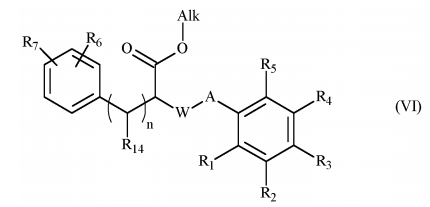 Alk
R7 R6 O O
R5
W A R4
(VI)
( )n
R14 R1 R3
R2